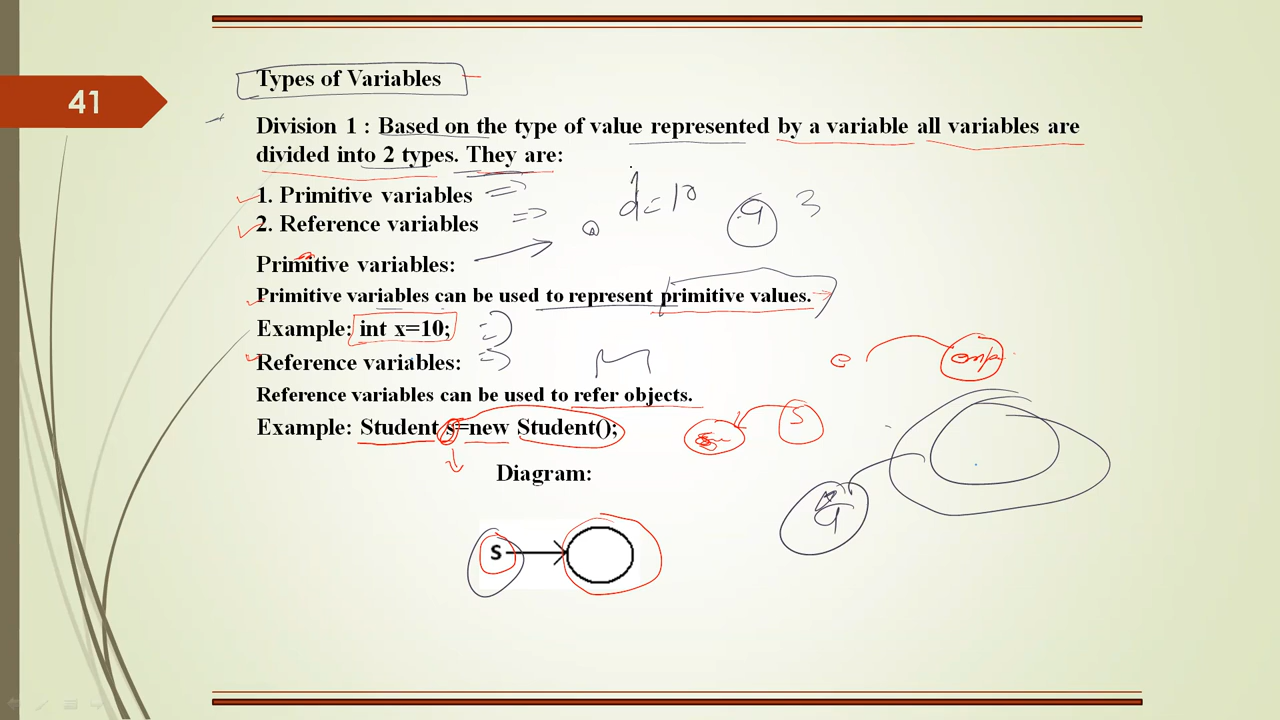 41
Types of Variables
Division 1 : Based on the type of value represented by a variable all variables are
divided into 2 types. They are:
1. Primitive variables
2. Reference variables
d=10
a 3
Primitive variables:
Primitive variables can be used to represent primitive values.
Example: int x=10;
Reference variables:
e emp
Reference variables can be used to refer objects.
Example: Student s=new Student();
S
Diagram:
S